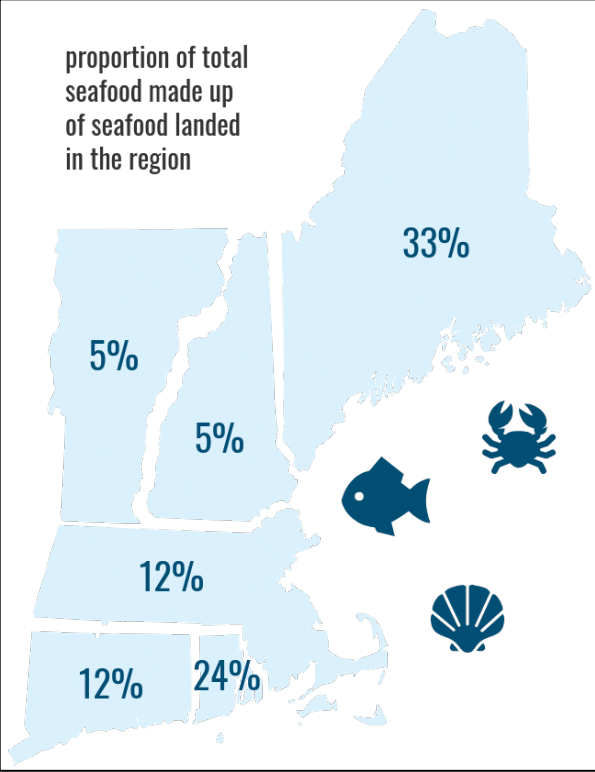 proportion of total
seafood made up
of seafood landed
in the region
33%
5%
5%
12%
12%
24%